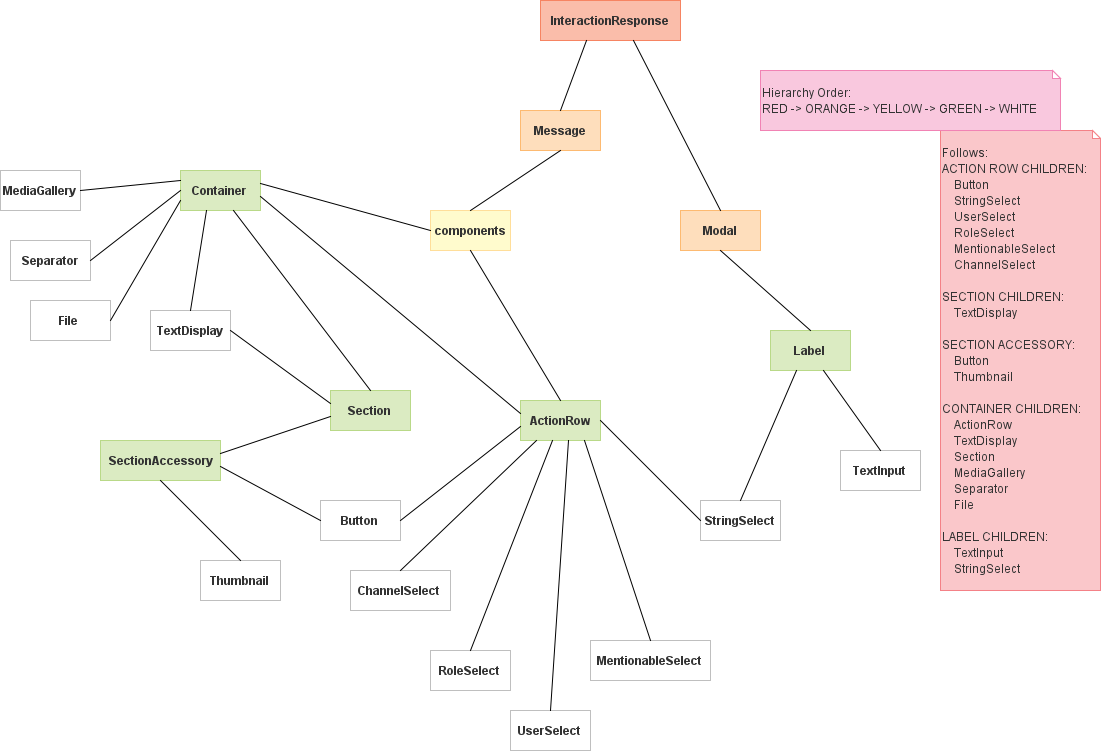 InteractionResponse
Hierarchy Order:
RED -> ORANGE -> YELLOW -> GREEN -> WHITE
Message
Follows:
ACTION ROW CHILDREN:
Button
StringSelect
UserSelect
RoleSelect
MentionableSelect
ChannelSelect
SECTION CHILDREN:
TextDisplay
SECTION ACCESSORY:
Button
Thumbnail
CONTAINER CHILDREN:
ActionRow
TextDisplay
Section
MediaGallery
Separator
File
LABEL CHILDREN:
TextInput
StringSelect
MediaGallery
Container
components
Modal
Separator
File
TextDisplay
Label
Section
ActionRow
SectionAccessory
TextInput
Button
StringSelect
Thumbnail
ChannelSelect
RoleSelect
MentionableSelect
UserSelect